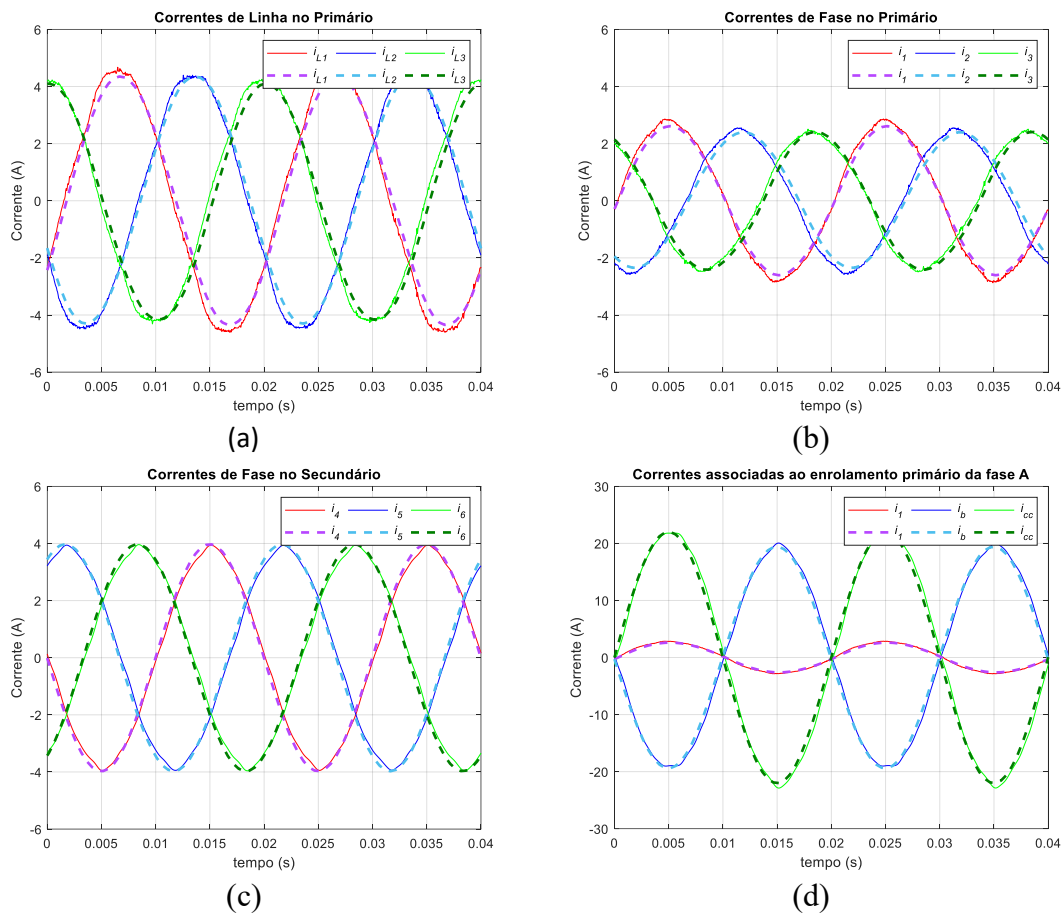 Correntes de Linha no Primário
6
4
2
0
-2
-4
-6
Corrente (A)
i_L1 i_L2 i_L3
i_L1 i_L2 i_L3
0 0.005 0.01 0.015 0.02 0.025 0.03 0.035 0.04
tempo (s)
(a)
Correntes de Fase no Primário
6
4
2
0
-2
-4
-6
Corrente (A)
i_1 i_2 i_3
i_1 i_2 i_3
0 0.005 0.01 0.015 0.02 0.025 0.03 0.035 0.04
tempo (s)
(b)
Correntes de Fase no Secundário
6
4
2
0
-2
-4
-6
Corrente (A)
i_4 i_5 i_6
i_4 i_5 i_6
0 0.005 0.01 0.015 0.02 0.025 0.03 0.035 0.04
tempo (s)
(c)
Correntes associadas ao enrolamento primário da fase A
30
20
10
0
-10
-20
-30
Corrente (A)
i_1 i_b i_cc
i_1 i_b i_cc
0 0.005 0.01 0.015 0.02 0.025 0.03 0.035 0.04
tempo (s)
(d)